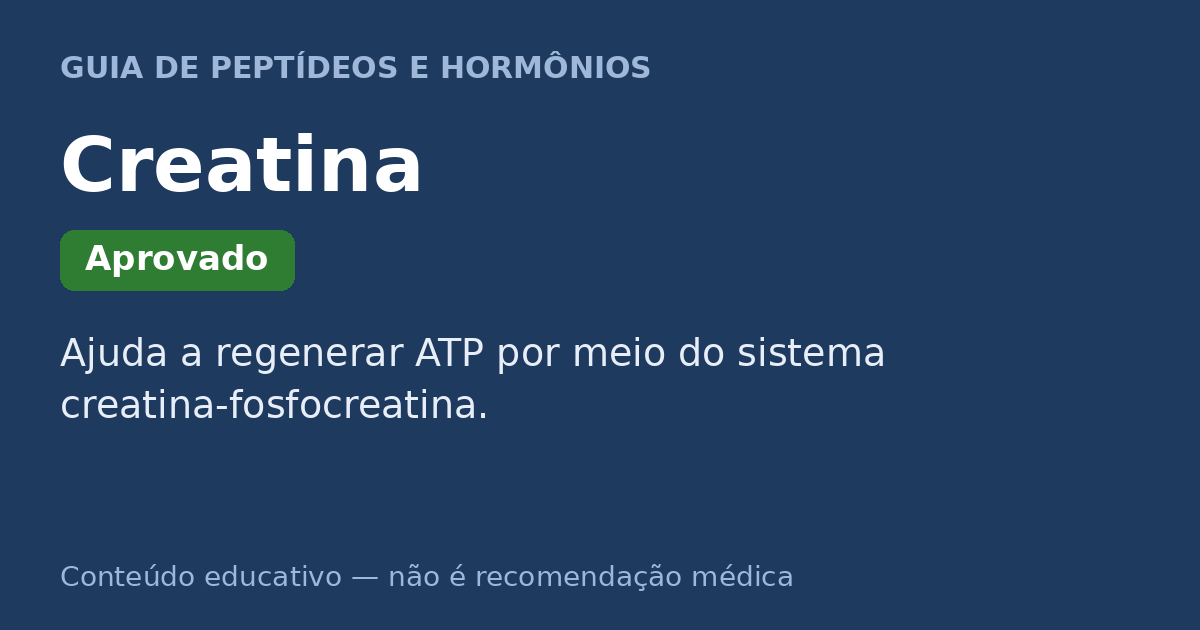 GUIA DE PEPTÍDEOS E HORMÔNIOS
Creatina
Aprovado
Ajuda a regenerar ATP por meio do sistema
creatina-fosfocreatina.
Conteúdo educativo — não é recomendação médica